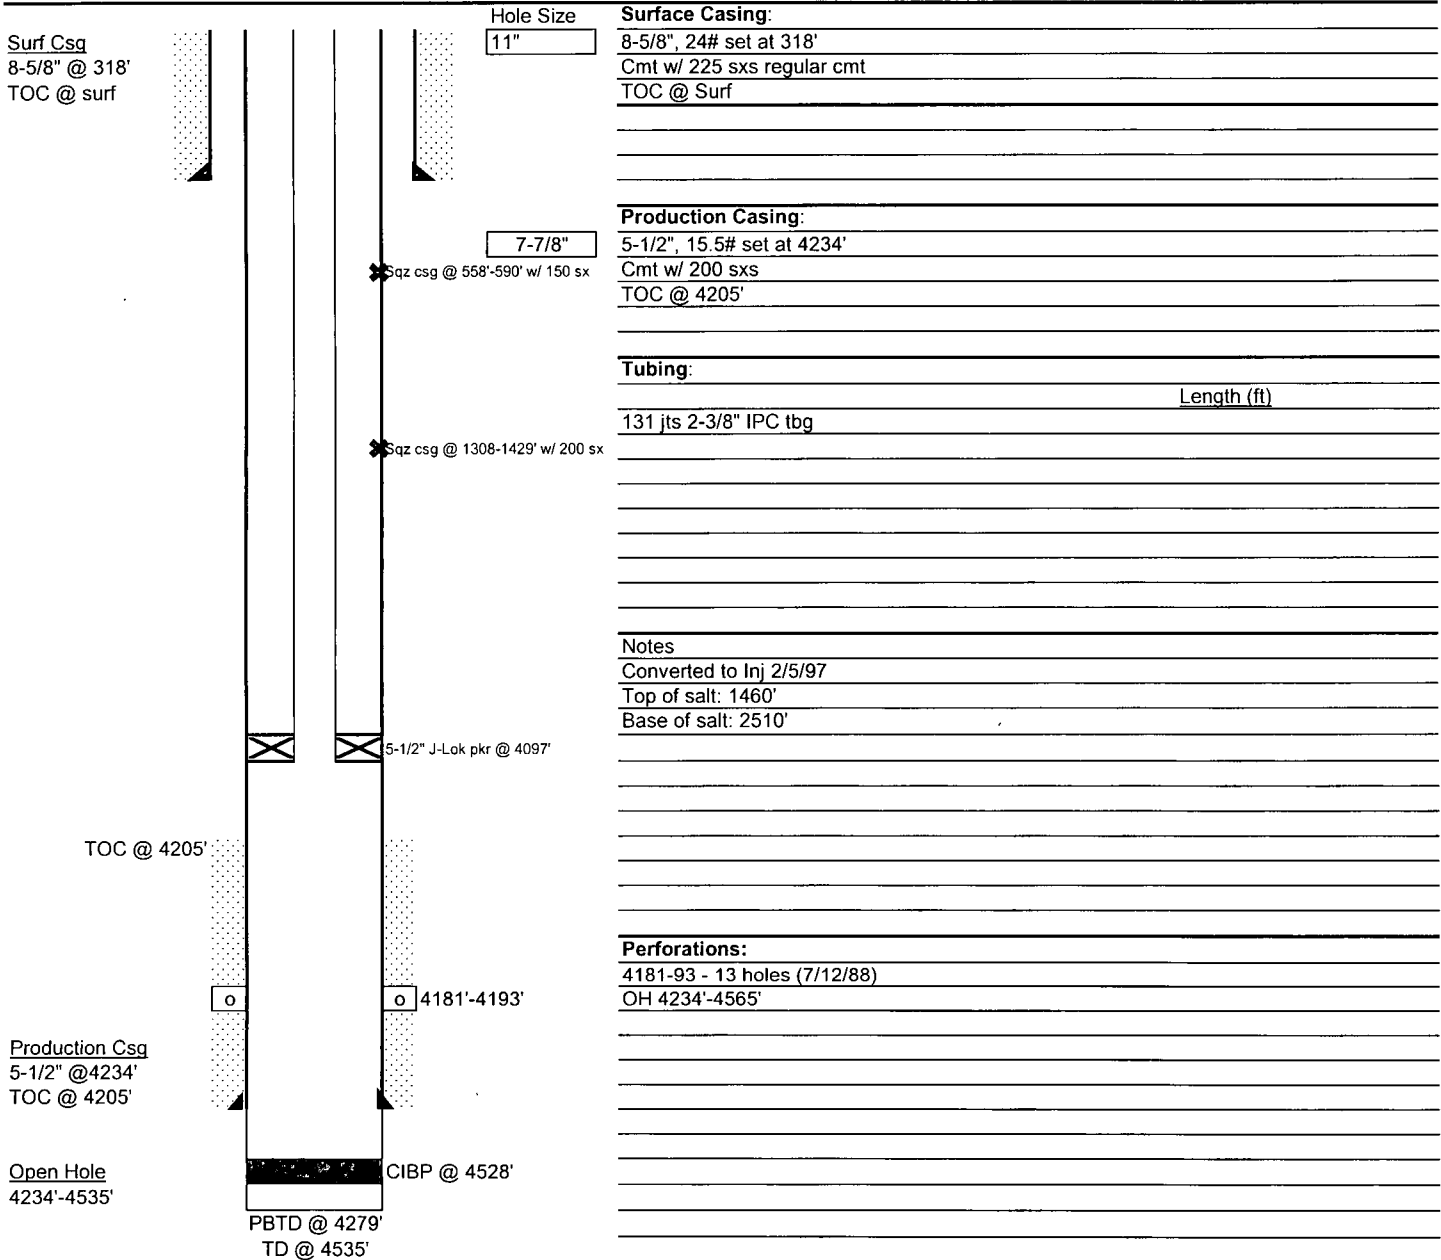 Hole Size
11"
Surf Csg
8-5/8" @ 318'
TOC @ surf
Surface Casing:
8-5/8", 24# set at 318'
Cmt w/ 225 sxs regular cmt
TOC @ Surf
7-7/8"
Sqz csg @ 558'-590' w/ 150 sx
Production Casing:
5-1/2", 15.5# set at 4234'
Cmt w/ 200 sxs
TOC @ 4205'
Sqz csg @ 1308-1429' w/ 200 sx
Tubing:
Length (ft)
131 jts 2-3/8" IPC tbg
Notes
Converted to Inj 2/5/97
Top of salt: 1460'
Base of salt: 2510'
5-1/2" J-Lok pkr @ 4097'
TOC @ 4205'
o
o
4181'-4193'
Perforations:
4181-93 - 13 holes (7/12/88)
OH 4234'-4565'
Production Csg
5-1/2" @4234'
TOC @ 4205'
Open Hole
4234'-4535'
CIBP @ 4528'
PBTD @ 4279'
TD @ 4535'